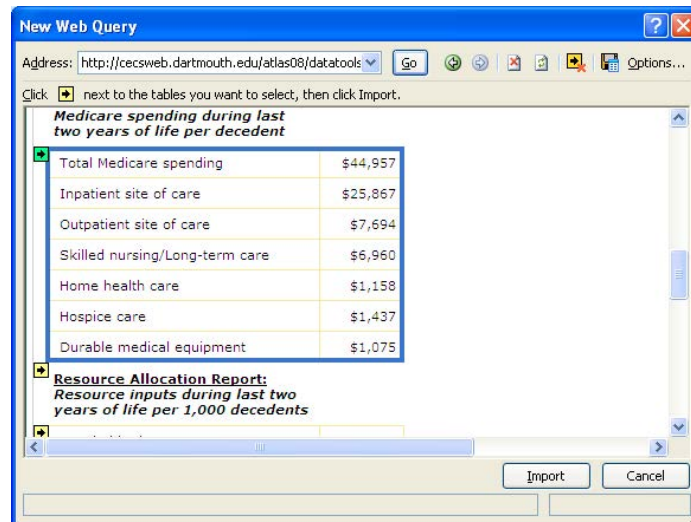 New Web Query
Address: http://cecsweb.dartmouth.edu/atlas08/datatools Go Options...
Click next to the tables you want to select, then click Import.
Medicare spending during last
two years of life per decedent
Total Medicare spending $44,957
Inpatient site of care $25,867
Outpatient site of care $7,694
Skilled nursing/Long-term care $6,960
Home health care $1,158
Hospice care $1,437
Durable medical equipment $1,075
Resource Allocation Report:
Resource inputs during last two
years of life per 1,000 decedents
Import Cancel